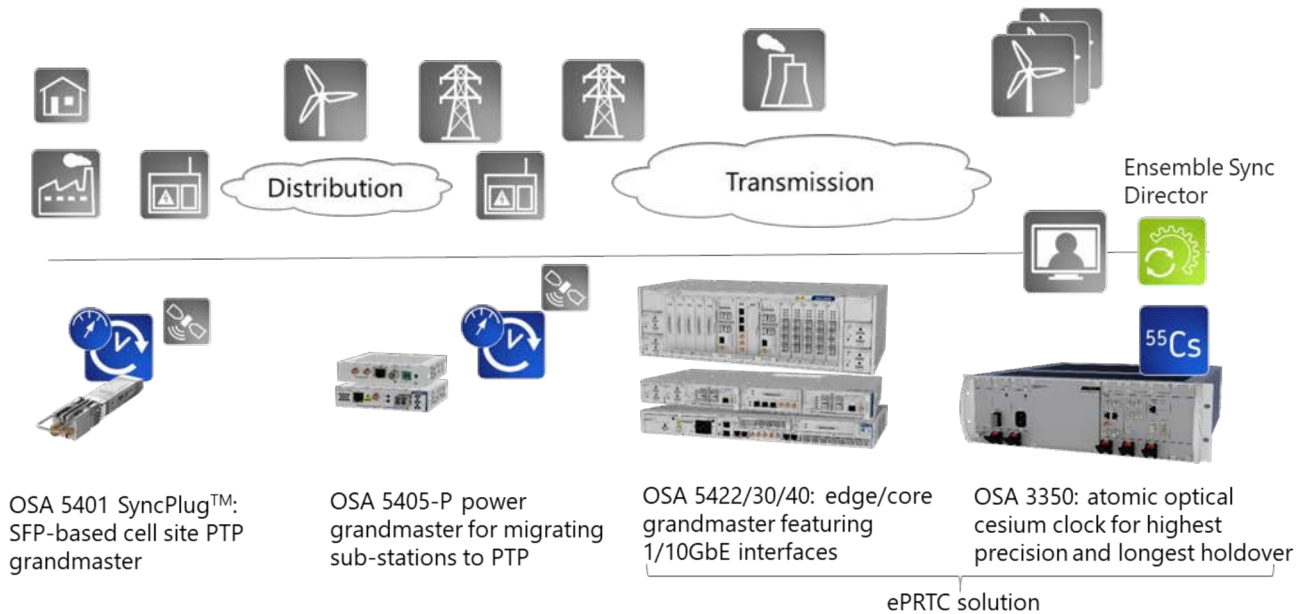 Distribution
Transmission
Ensemble Sync
Director
⁵⁵Cs
OSA 5401 SyncPlug™:
SFP-based cell site PTP
grandmaster
OSA 5405-P power
grandmaster for migrating
sub-stations to PTP
OSA 5422/30/40: edge/core
grandmaster featuring
1/10GbE interfaces
OSA 3350: atomic optical
cesium clock for highest
precision and longest holdover
ePRTC solution